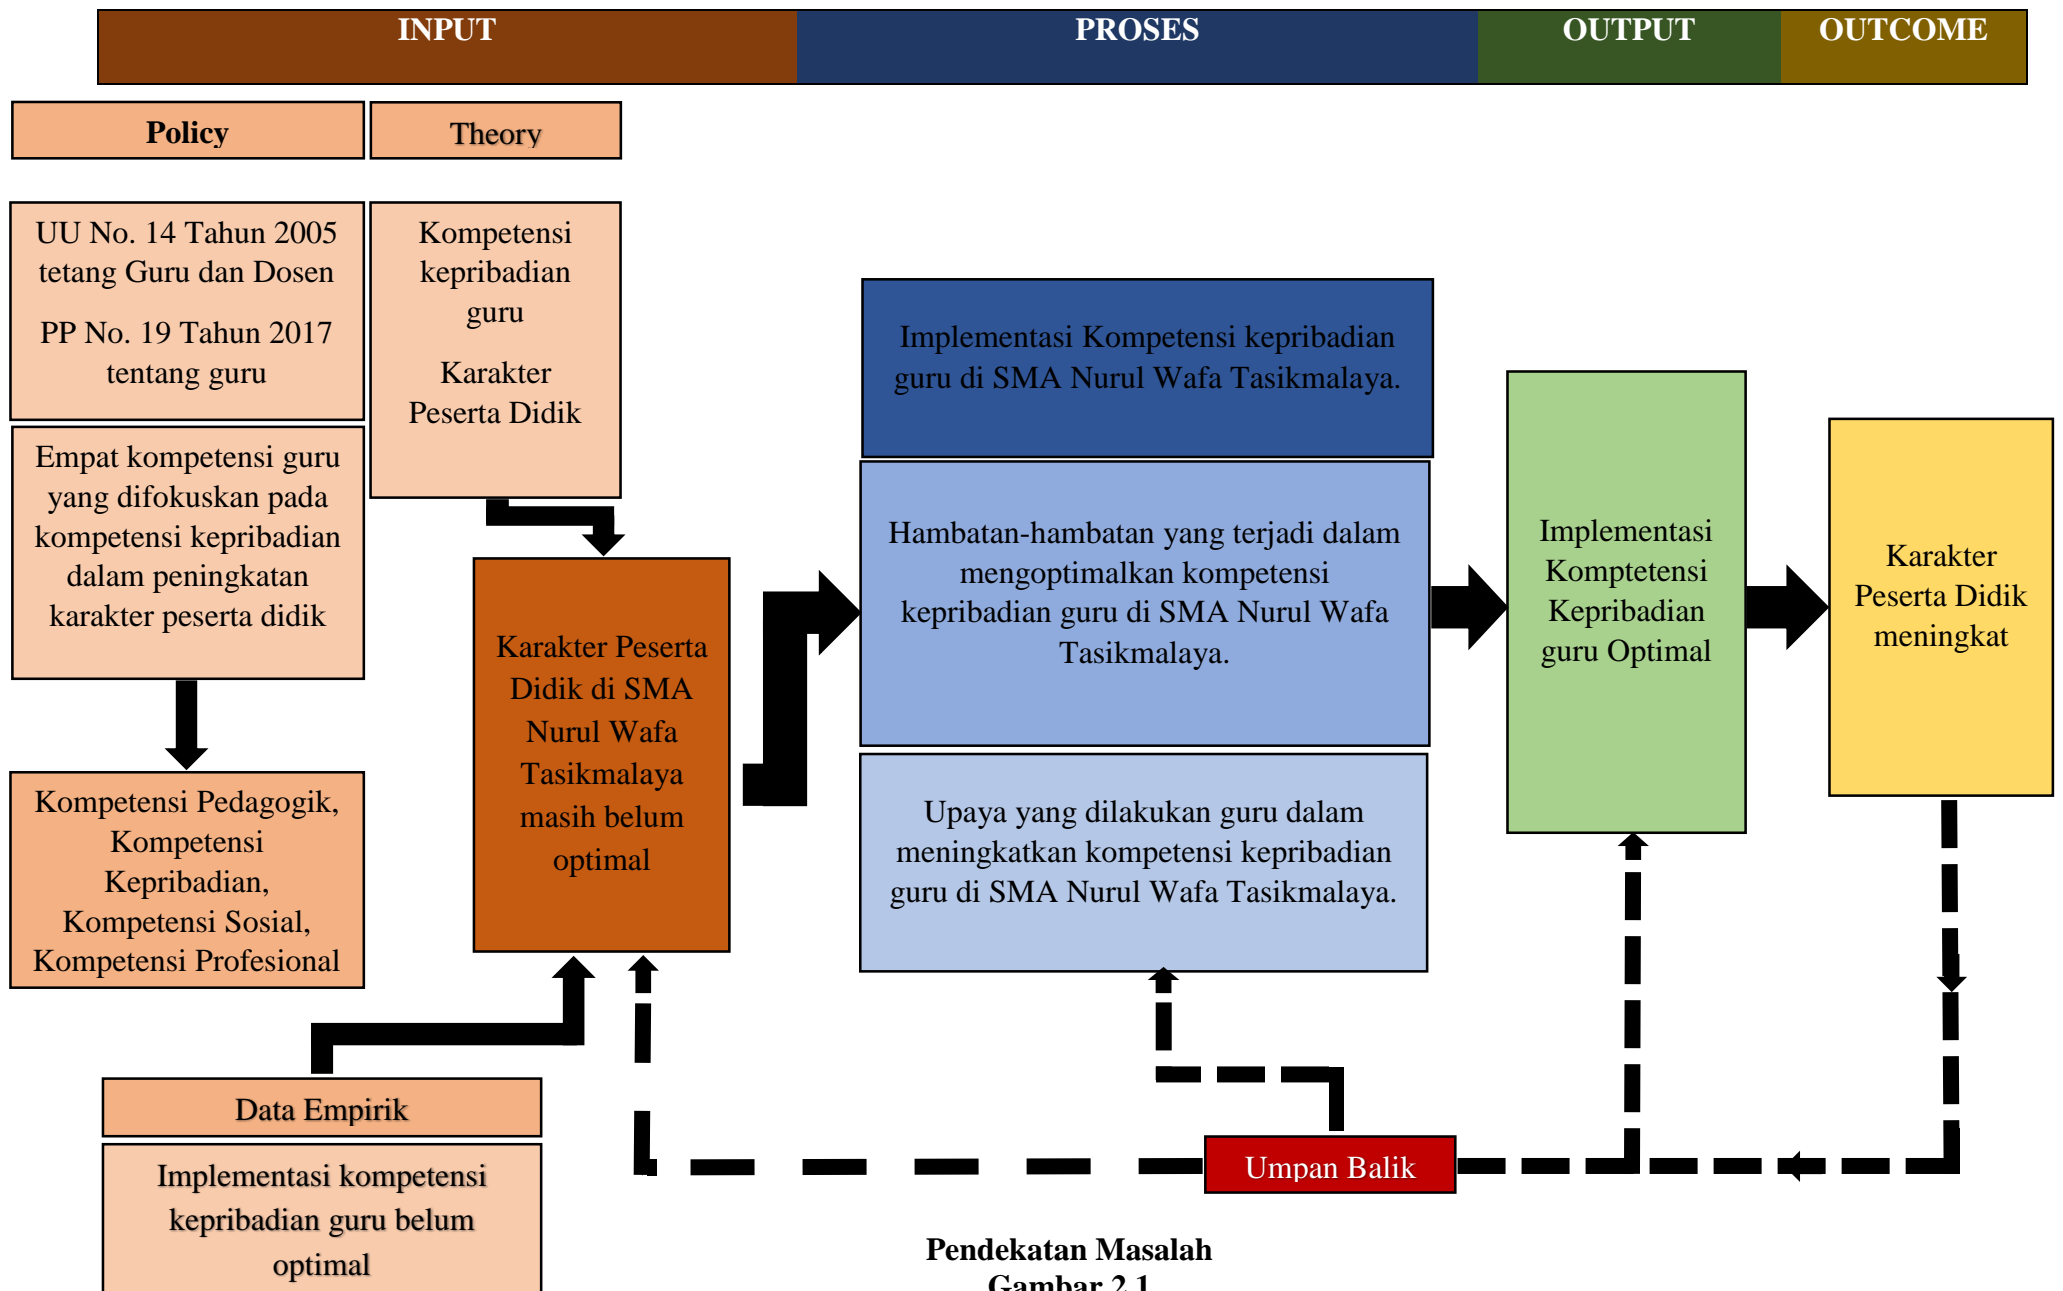 INPUT
PROSES
OUTPUT
OUTCOME
Policy
Theory
UU No. 14 Tahun 2005
tetang Guru dan Dosen
PP No. 19 Tahun 2017
tentang guru
Kompetensi
kepribadian
guru
Karakter
Peserta Didik
Empat kompetensi guru
yang difokuskan pada
kompetensi kepribadian
dalam peningkatan
karakter peserta didik
Kompetensi Pedagogik,
Kompetensi
Kepribadian,
Kompetensi Sosial,
Kompetensi Profesional
Karakter Peserta
Didik di SMA
Nurul Wafa
Tasikmalaya
masih belum
optimal
Data Empirik
Implementasi kompetensi
kepribadian guru belum
optimal
Implementasi Kompetensi kepribadian
guru di SMA Nurul Wafa Tasikmalaya.
Hambatan-hambatan yang terjadi dalam
mengoptimalkan kompetensi
kepribadian guru di SMA Nurul Wafa
Tasikmalaya.
Upaya yang dilakukan guru dalam
meningkatkan kompetensi kepribadian
guru di SMA Nurul Wafa Tasikmalaya.
Implementasi
Komptetensi
Kepribadian
guru Optimal
Karakter
Peserta Didik
meningkat
Umpan Balik
Pendekatan Masalah
Gambar 2.1